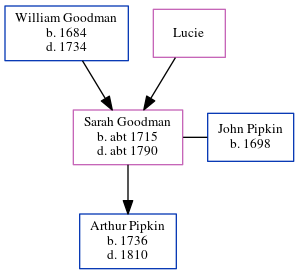 William Goodman
b. 1684
d. 1734
Lucie
Sarah Goodman
b. abt 1715
d. abt 1790
John Pipkin
b. 1698
Arthur Pipkin
b. 1736
d. 1810